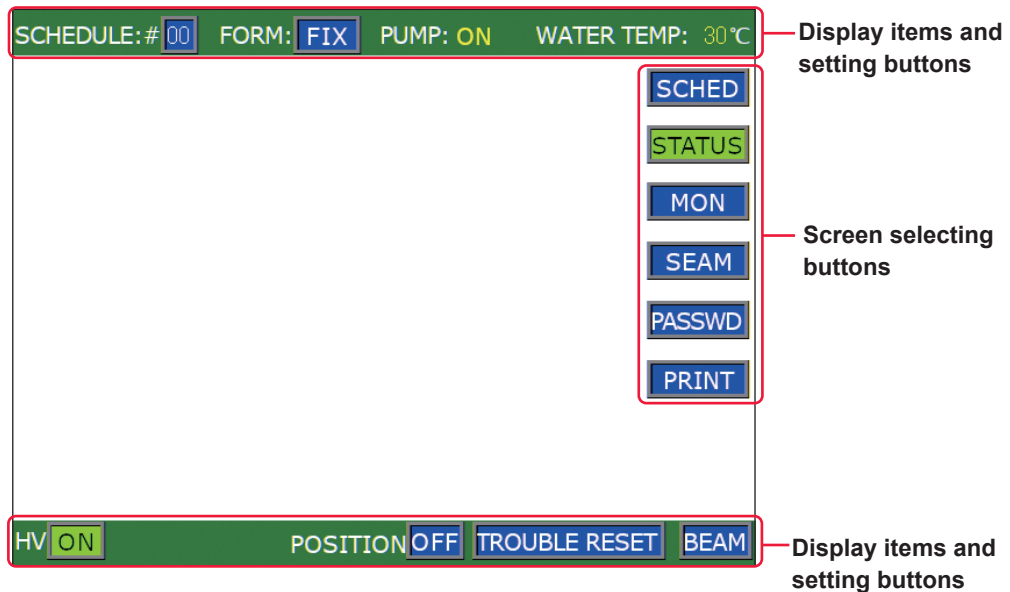 SCHEDULE:#00 FORM: FIX PUMP: ON WATER TEMP: 30℃
Display items and
setting buttons
SCHED
STATUS
MON
SEAM
PASSWD
PRINT
Screen selecting
buttons
HV ON POSITION OFF TROUBLE RESET BEAM
Display items and
setting buttons